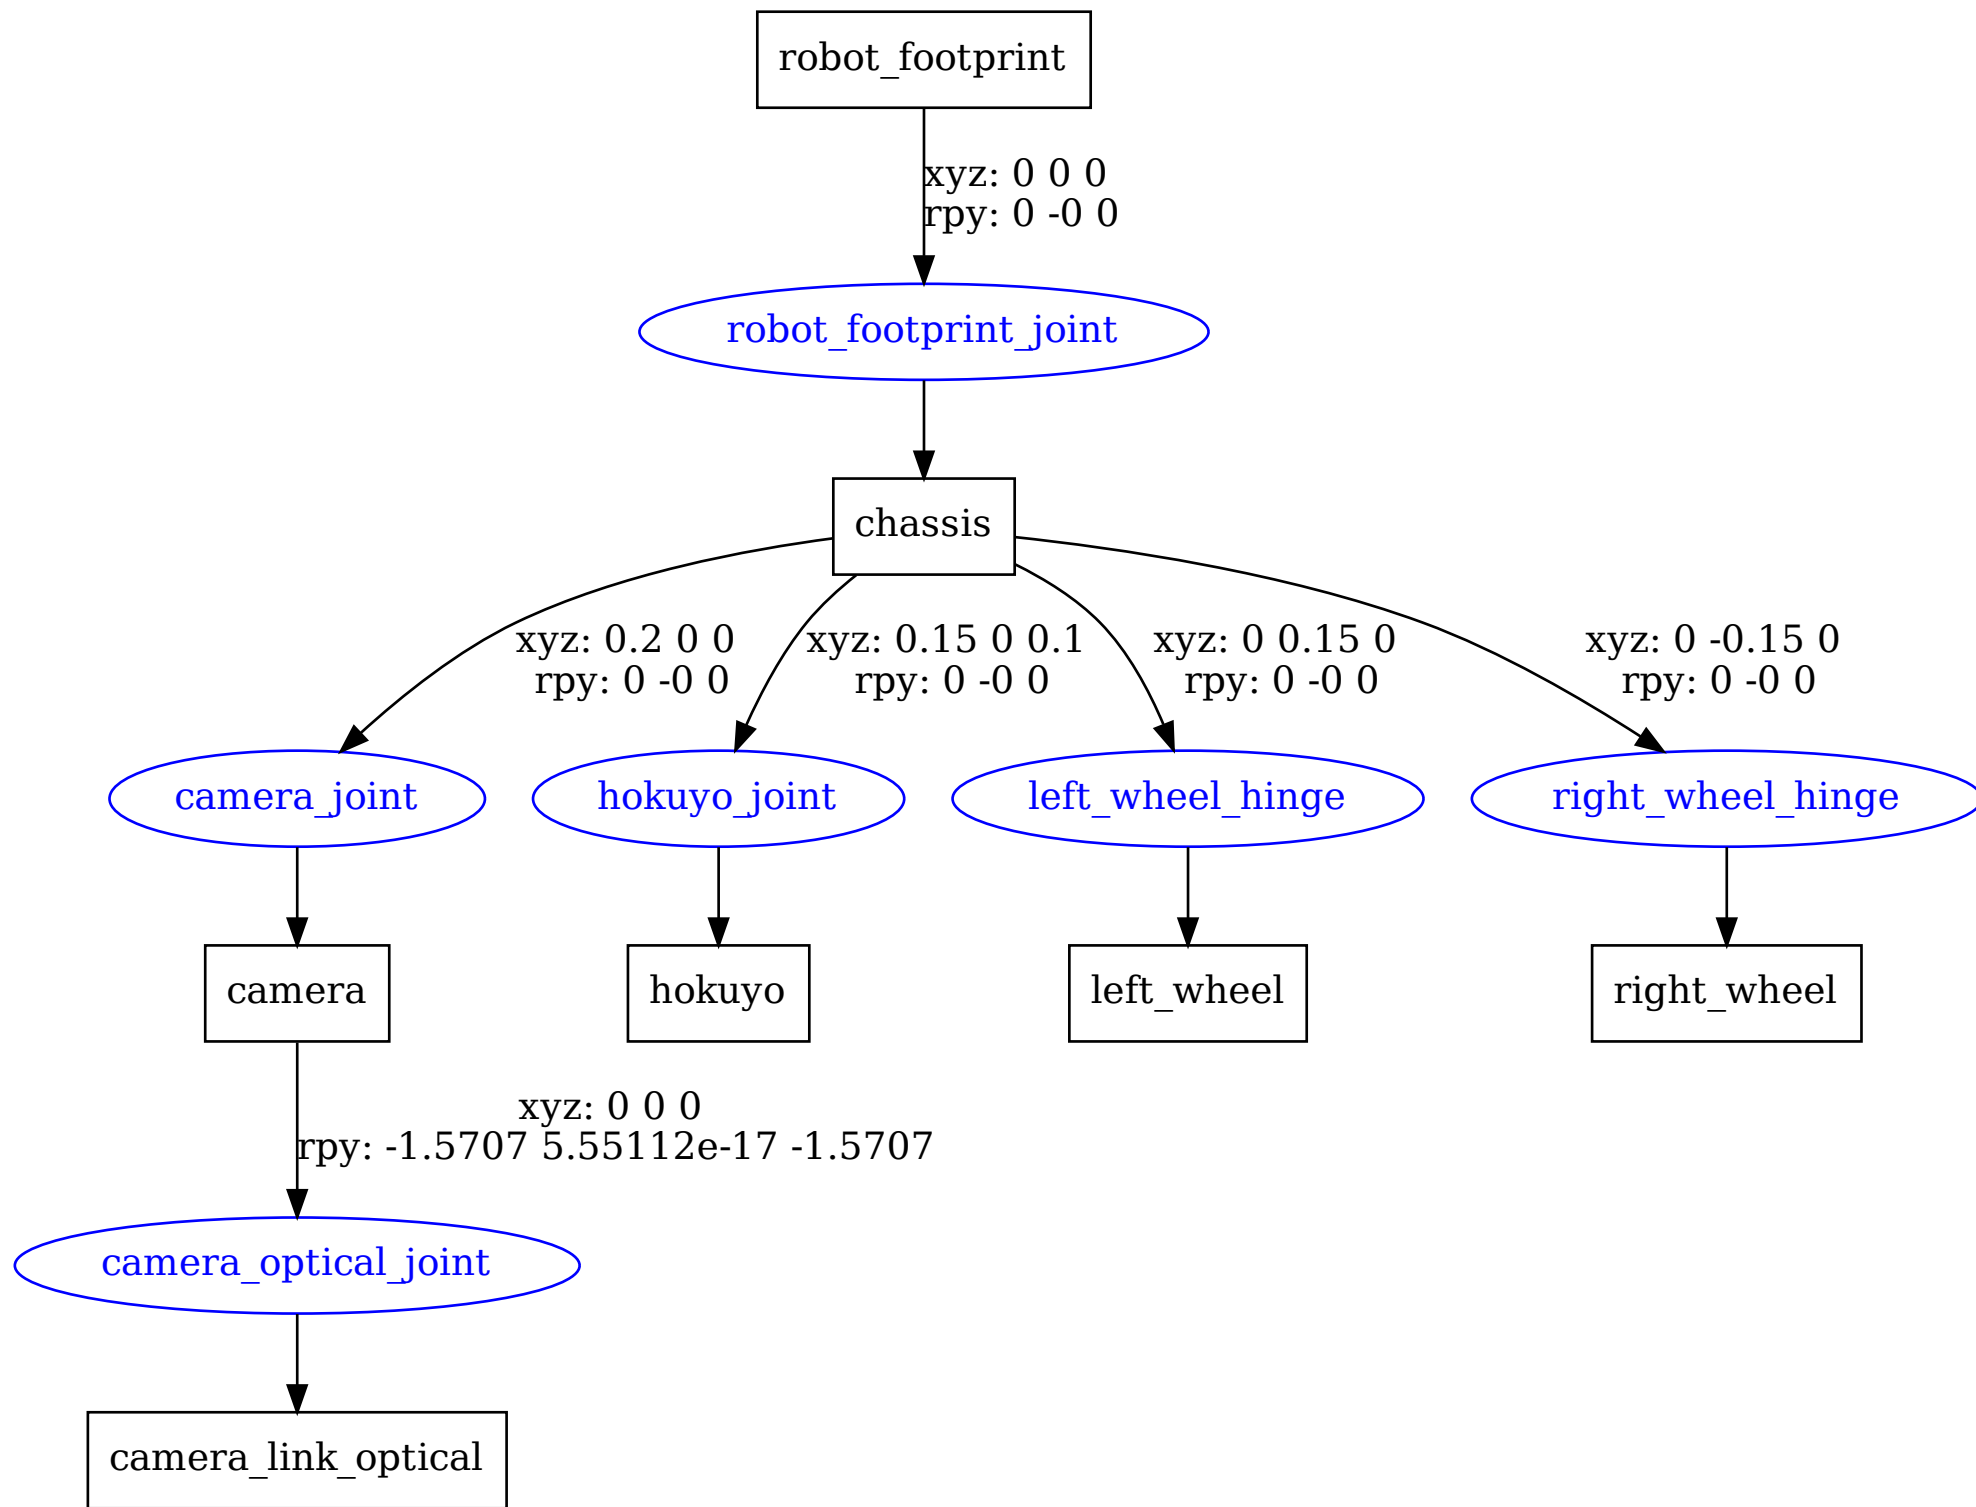 robot_footprint
xyz: 0 0 0
rpy: 0 -0 0
robot_footprint_joint
chassis
xyz: 0.2 0 0
rpy: 0 -0 0
xyz: 0.15 0 0.1
rpy: 0 -0 0
xyz: 0 0.15 0
rpy: 0 -0 0
xyz: 0 -0.15 0
rpy: 0 -0 0
camera_joint
hokuyo_joint
left_wheel_hinge
right_wheel_hinge
camera
hokuyo
left_wheel
right_wheel
xyz: 0 0 0
rpy: -1.5707 5.55112e-17 -1.5707
camera_optical_joint
camera_link_optical